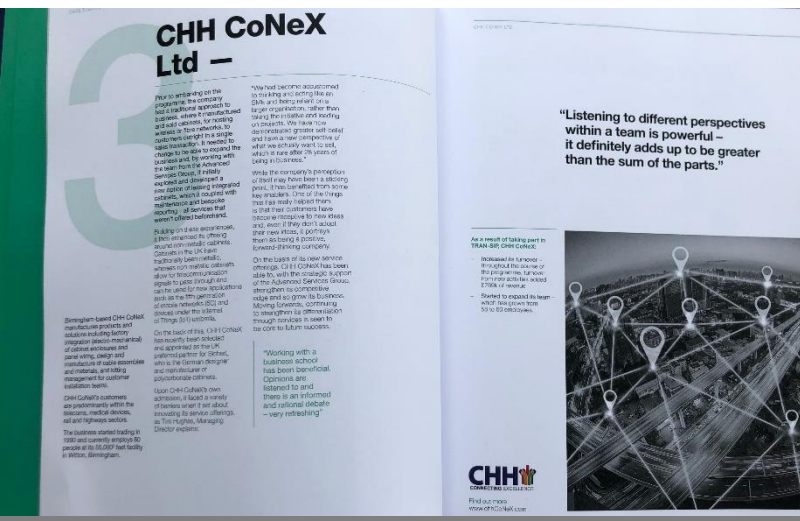 3
CHH CoNeX
Ltd —
Prior to embarking on the
programme, the company
had a traditional approach to
business, where it manufactured
and sold cabinets, for hosting
wireless or fibre networks, to
customers outright in a single
sales transaction. It needed to
change to be able to expand the
business and, by working with
the team from the Advanced
Services Group, it initially
explored and developed a
new option of leasing integrated
cabinets, which it coupled with
maintenance and bespoke
reporting – all services that
weren't offered beforehand.
Building on these experiences,
it then enhanced its offering
around non-metallic cabinets.
Cabinets in the UK have
traditionally been metallic,
whereas non-metallic cabinets
allow for telecommunication
signals to pass through and
can be used for new applications
such as the fifth generation
of mobile networks (5G) and
devices under the Internet
of Things (IoT) umbrella.
On the back of this, CHH CoNeX
has recently been selected
and appointed as the UK
preferred partner for
who is the German designer
and manufacturer of
polycarbonate cabinets.
Upon CHH CoNeX's own
admission, it faced a variety
of barriers when it set about
innovating its service offerings,
as Tim Hughes, Managing
Director explains:
Birmingham-based CHH CoNeX
manufactures products and
solutions including factory
integration (electro-mechanical)
of cabinet enclosures and
panel wiring, design and
manufacture of cable assemblies
and materials, and kitting
management for customer
installation teams.
CHH CoNeX's customers
are predominantly within the
telecoms, medical devices,
rail and highways sectors.
The business started trading in
1990 and currently employs 60
people at its 55,000² feet facility
in Witton, Birmingham.
"We had become accustomed
to thinking and acting like an
SME and being reliant on a
larger organisation, rather than
taking the initiative and leading
on projects. We have now
demonstrated greater self-belief
and have a new perspective of
what we actually want to sell,
which is rare after 28 years of
being in business."
While the company's perception
of itself may have been a sticking
point, it has benefited from some
key enablers. One of the things
that has really helped them
is that their customers have
become receptive to new ideas
and, even if they don't adopt
their new ideas, it portrays
them as being a positive,
forward-thinking company.
On the basis of its new service
offerings, CHH CoNeX has been
able to, with the strategic support
of the Advanced Services Group,
strengthen its competitive
edge and so grow its business.
Moving forwards, continuing
to strengthen its differentiation
through services is seen to
be core to future success.
"Working with a
business school
has been beneficial.
Opinions are
listened to and
there is an informed
and rational debate
– very refreshing"
"Listening to different perspectives
within a team is powerful –
it definitely adds up to be greater
than the sum of the parts."
As a result of taking part in
TRAN-SIP, CHH CoNeX:
- Increased its turnover –
throughout the course of
the programme, turnover
from new activities added
£700k of revenue
- Started to expand its team –
which has grown from
50 to 60 employees.
CHH
CONNECTING EXCELLENCE
Find out more
www.chhCoNeX.com